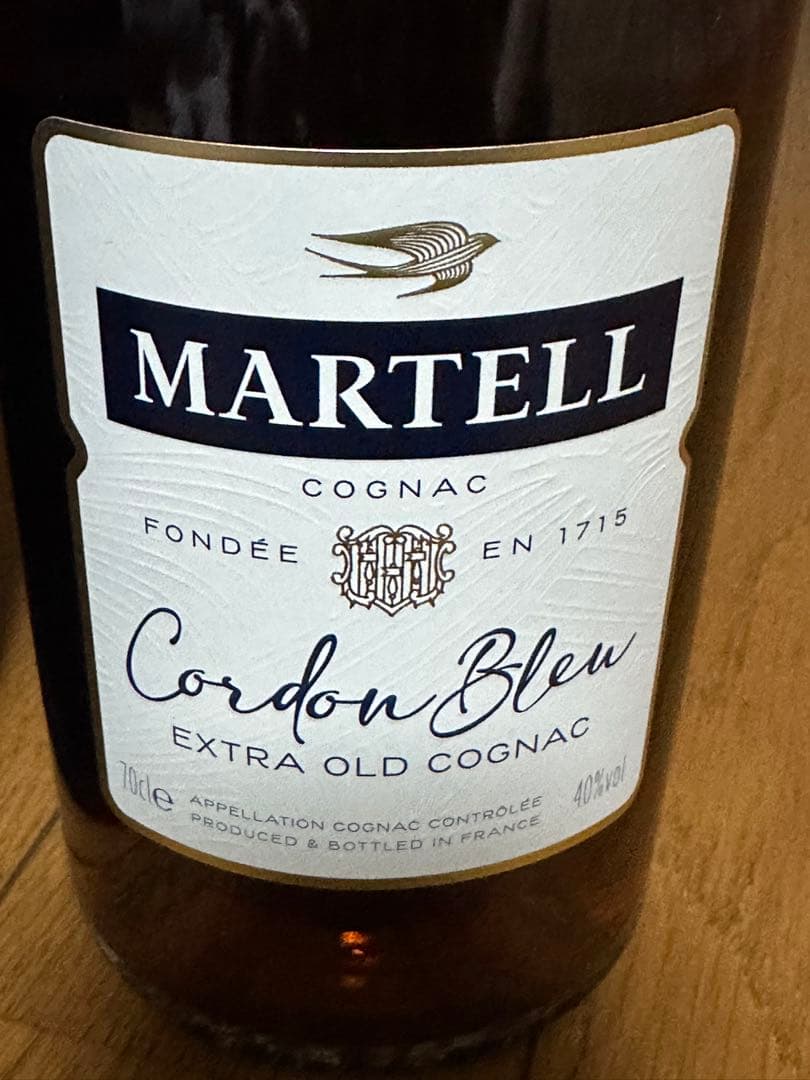 MARTELL
COGNAC
FONDÉE EN 1715
Cordon Bleu
EXTRA OLD COGNAC
70cl e APPELLATION COGNAC CONTRÔLÉE 40%vol
PRODUCED & BOTTLED IN FRANCE